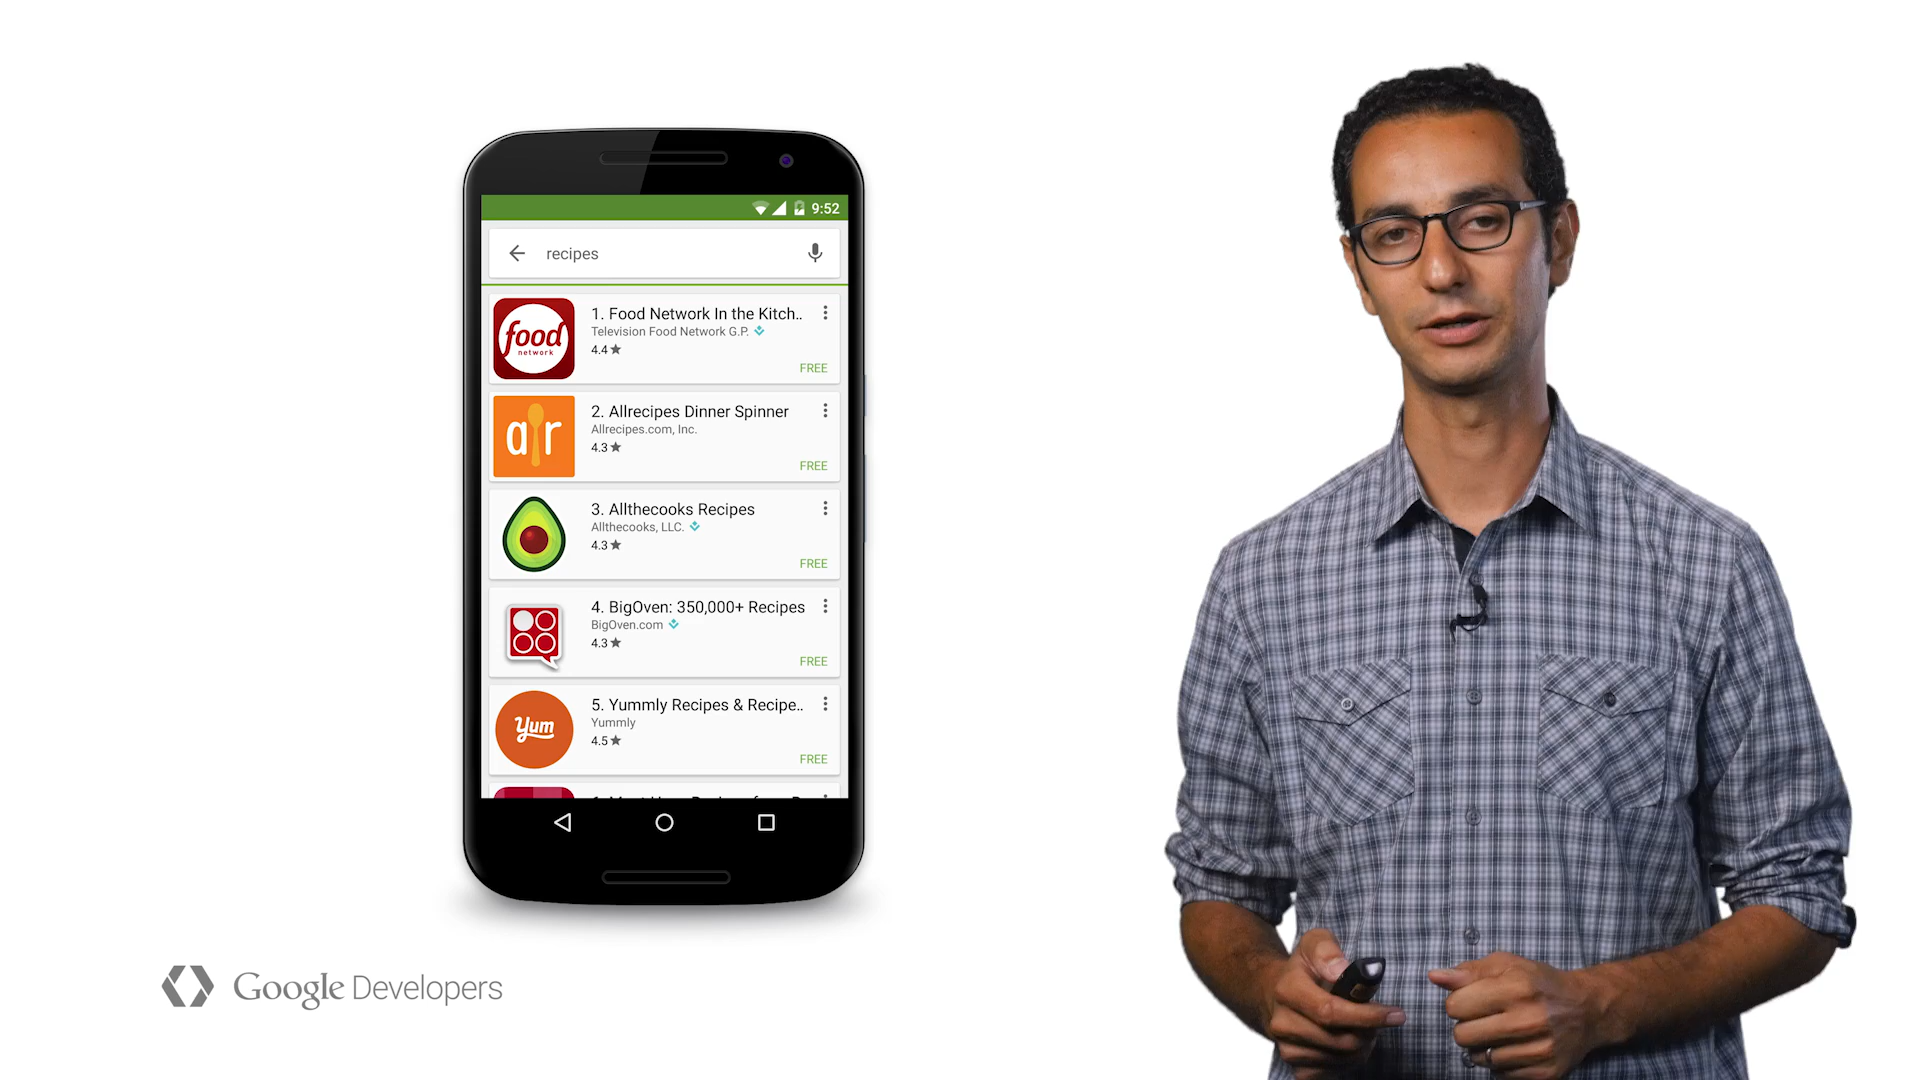 9:52
recipes
food
network
1. Food Network In the Kitch..
Television Food Network G.P.
4.4
FREE
a r
2. Allrecipes Dinner Spinner
Allrecipes.com, Inc.
4.3
FREE
3. Allthecooks Recipes
Allthecooks, LLC.
4.3
FREE
4. BigOven: 350,000+ Recipes
BigOven.com
4.3
FREE
Yum
5. Yummly Recipes & Recipe..
Yummly
4.5
FREE
Google Developers